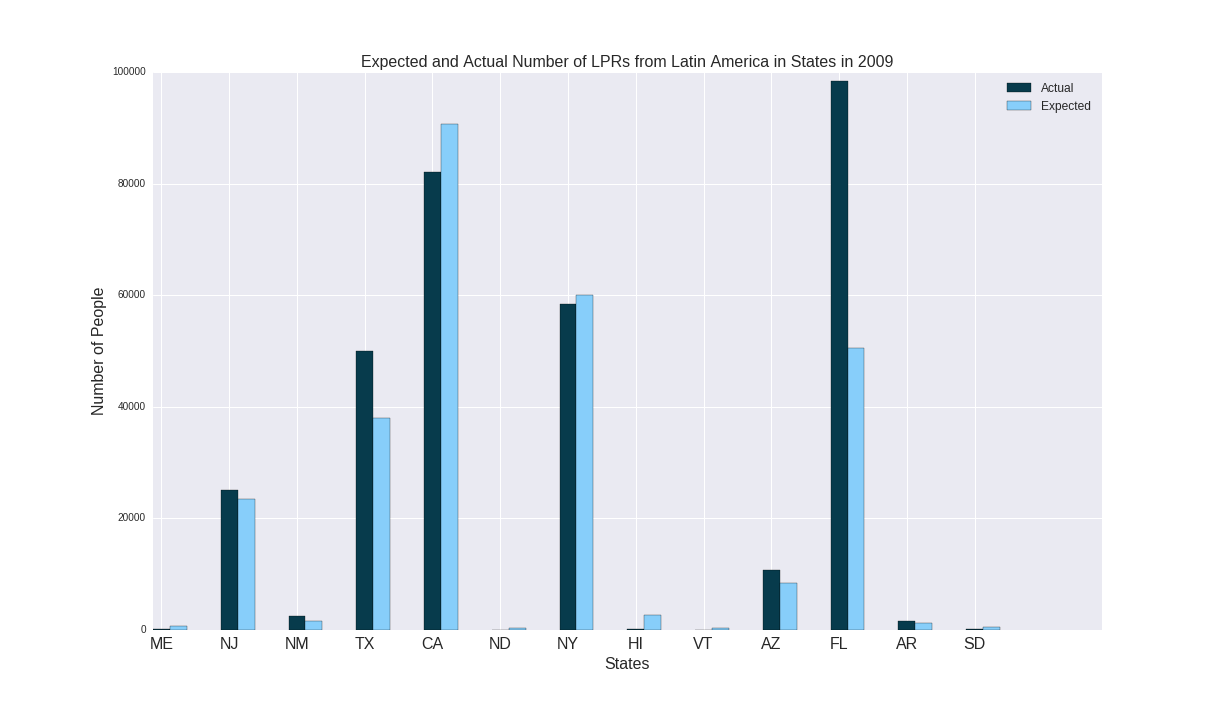 Expected and Actual Number of LPRs from Latin America in States in 2009
100000
80000
60000
40000
20000
0
Number of People
Actual
Expected
ME NJ NM TX CA ND NY HI VT AZ FL AR SD
States